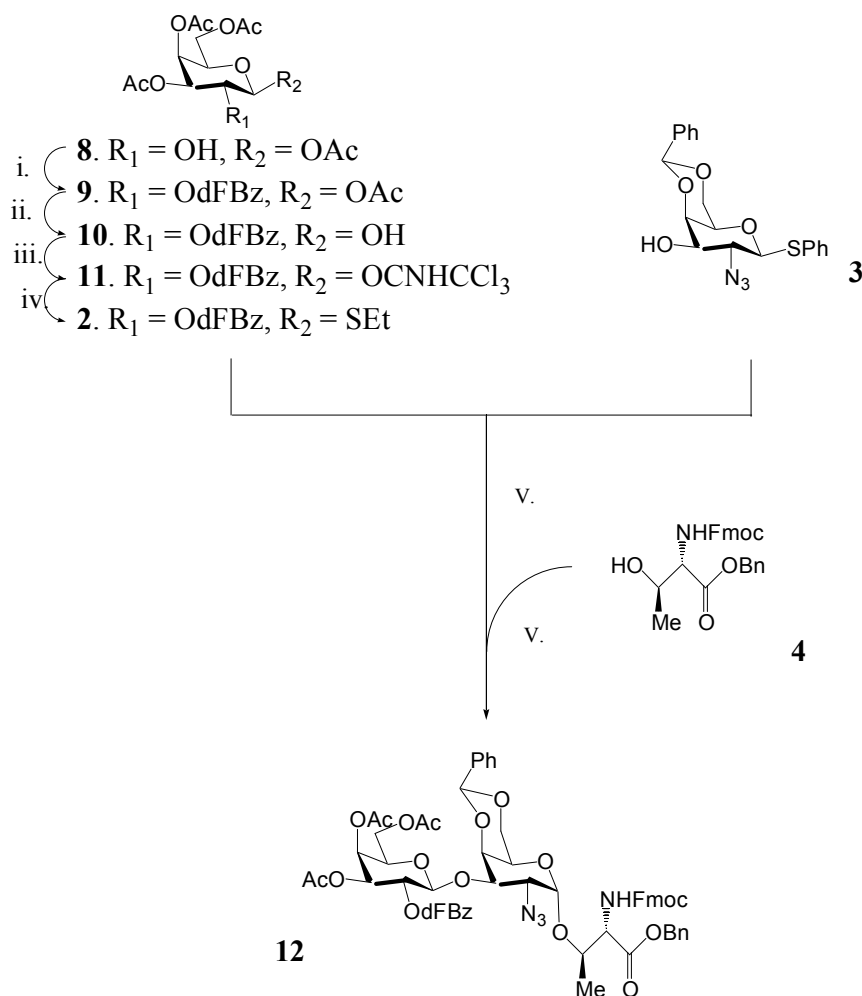 OAc
OAc
O
R₂
AcO
R₁
i. 8. R₁ = OH, R₂ = OAc
ii. 9. R₁ = OdFBz, R₂ = OAc
iii. 10. R₁ = OdFBz, R₂ = OH
iv. 11. R₁ = OdFBz, R₂ = OCNHCCl₃
2. R₁ = OdFBz, R₂ = SEt
Ph
O
O
O
HO
SPh
N₃
3
v.
NHFmoc
HO
OBn
Me
O
v.
4
Ph
O
OAc
OAc
O
O
O
AcO
O
OdFBz
N₃
NHFmoc
O
OBn
12
Me
O